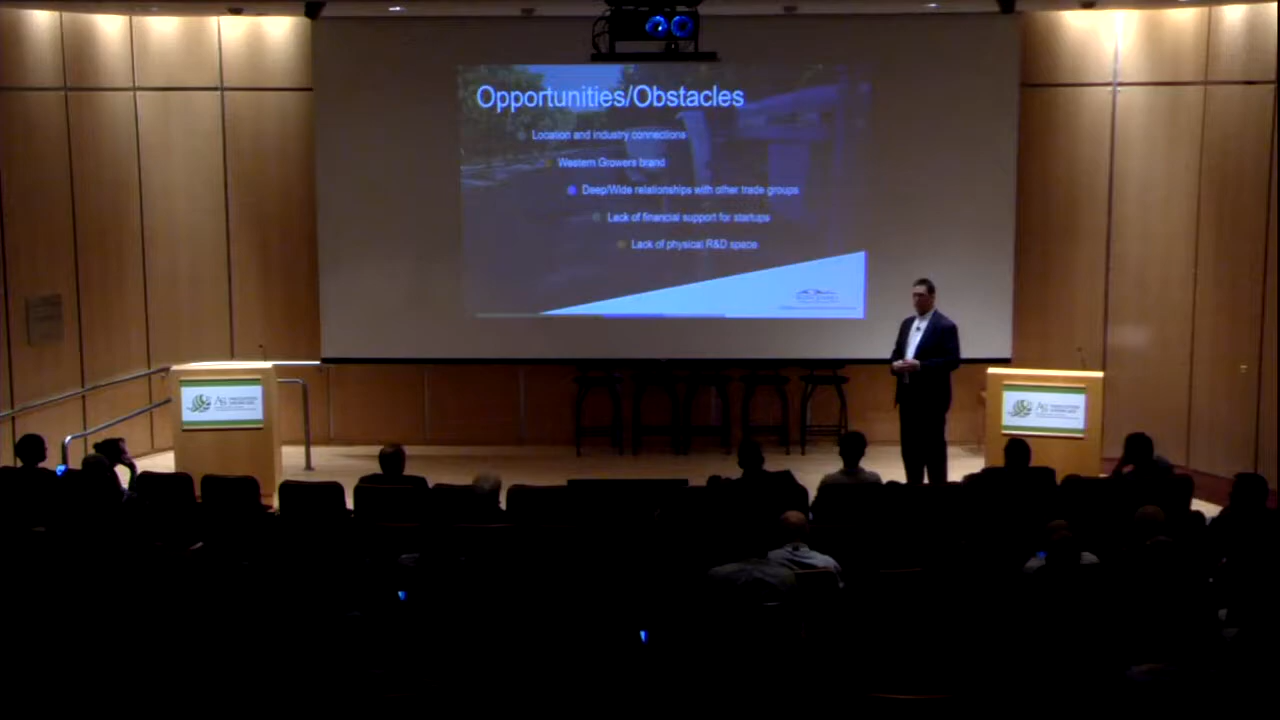 Opportunities/Obstacles
Location and industry connections
Western Growers brand
Deep/Wide relationships with other trade groups
Lack of financial support for startups
Lack of physical R&D space